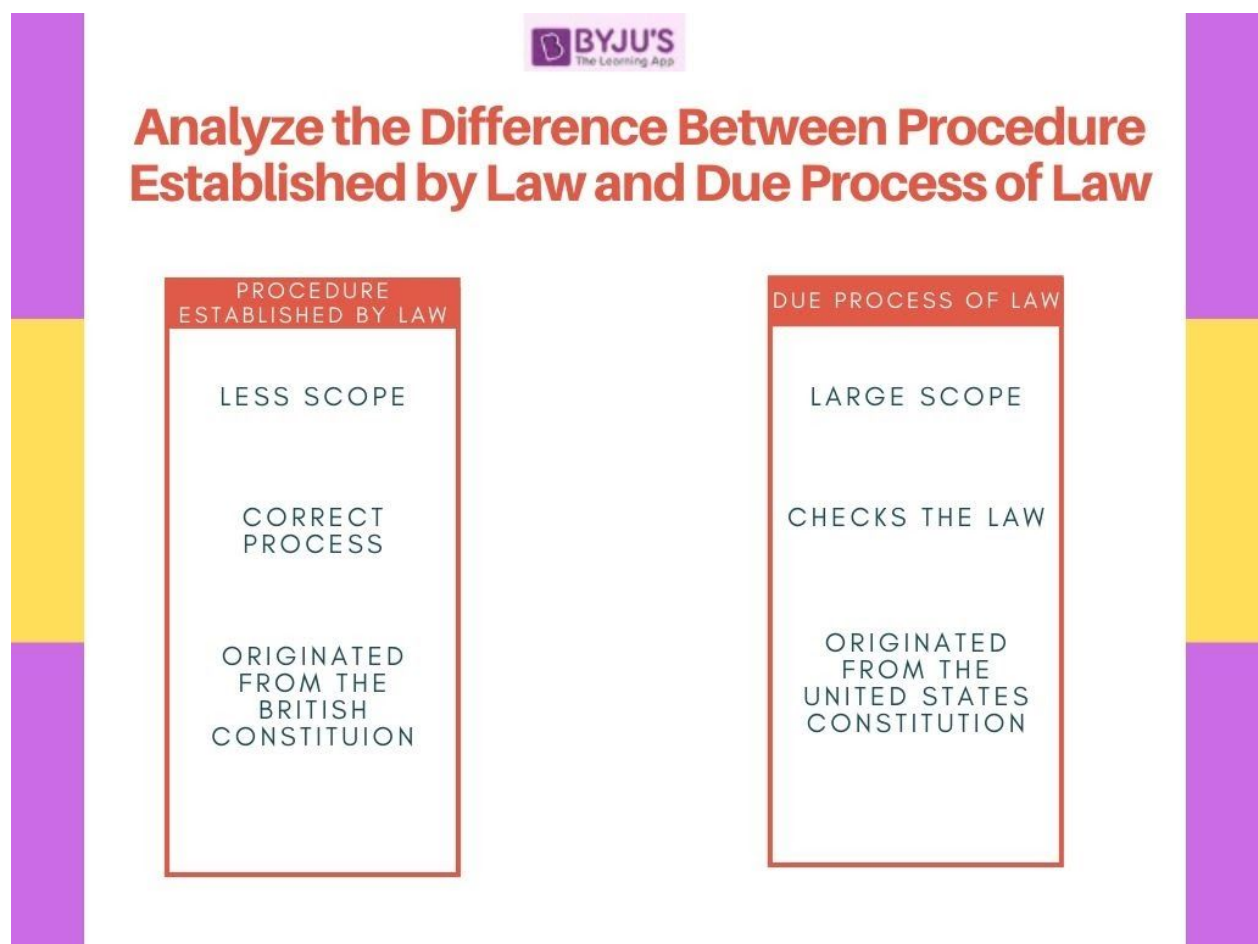 BYJU'S
The Learning App
Analyze the Difference Between Procedure
Established by Law and Due Process of Law
PROCEDURE
ESTABLISHED BY LAW
LESS SCOPE
CORRECT
PROCESS
ORIGINATED
FROM THE
BRITISH
CONSTITUION
DUE PROCESS OF LAW
LARGE SCOPE
CHECKS THE LAW
ORIGINATED
FROM THE
UNITED STATES
CONSTITUTION